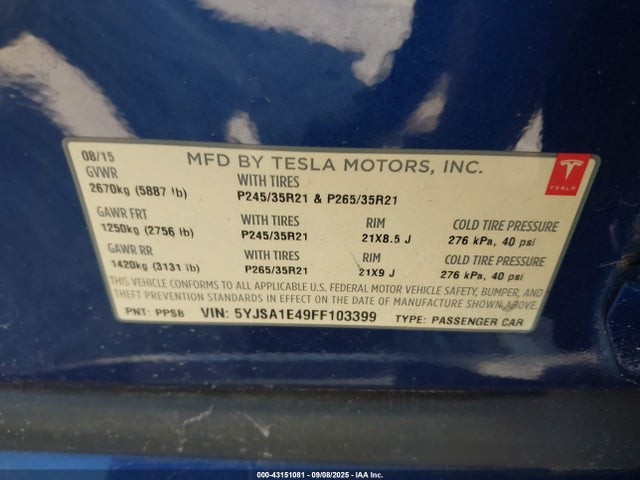 08/15 MFD BY TESLA MOTORS, INC.
GVWR WITH TIRES
2670kg (5887 lb) P245/35R21 & P265/35R21
TESLA
GAWR FRT WITH TIRES RIM COLD TIRE PRESSURE
1250kg (2756 lb) P245/35R21 21X8.5 J 276 kPa, 40 psi
GAWR RR WITH TIRES RIM COLD TIRE PRESSURE
1420kg (3131 lb) P265/35R21 21X9 J 276 kPa, 40 psi
THIS VEHICLE CONFORMS TO ALL APPLICABLE U.S. FEDERAL MOTOR VEHICLE SAFETY, BUMPER, AND
THEFT PREVENTION STANDARDS IN EFFECT ON THE DATE OF MANUFACTURE SHOWN ABOVE.
PNT: PPSB VIN: 5YJSA1E49FF103399 TYPE: PASSENGER CAR
000-43151081 - 09/08/2025 - IAA Inc.